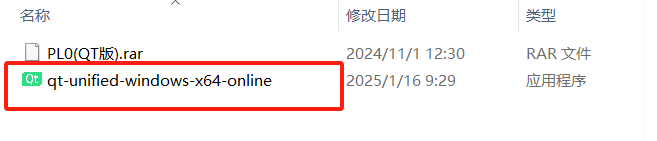 名称 修改日期 类型
PL0(QT版).rar 2024/11/1 12:30 RAR 文件
Qt qt-unified-windows-x64-online 2025/1/16 9:29 应用程序